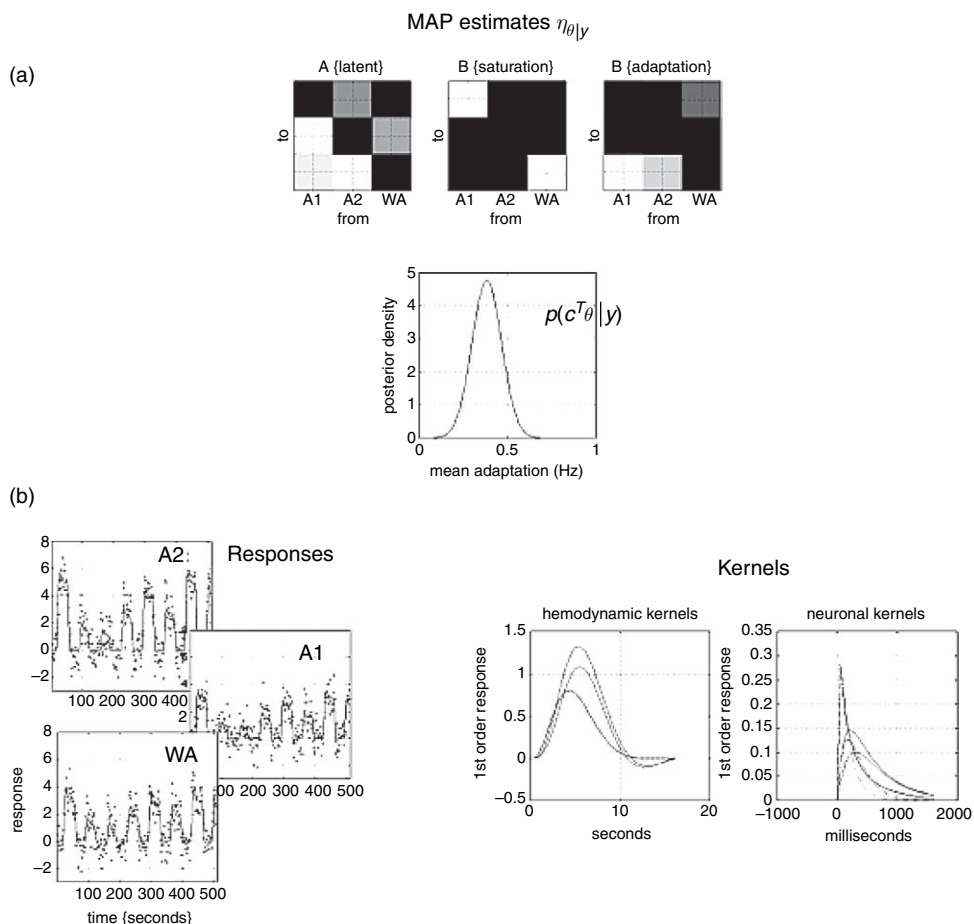 MAP estimates ηθ|y
(a)
A {latent}
B {saturation}
B {adaptation}
to
to
to
A1 A2 WA
A1 A2 WA
A1 A2 WA
from
from
from
5
4
3
2
1
0
posterior density
p(cᵀθ|y)
0 0.5 1
mean adaptation (Hz)
(b)
Responses
A2
8
6
4
2
0
−2
100 200 300 400
A1
4
2
100 200 300 400 500
WA
8
6
4
2
0
−2
response
100 200 300 400 500
time {seconds}
Kernels
hemodynamic kernels
1.5
1
0.5
0
−0.5
1st order response
0 10 20
seconds
neuronal kernels
0.35
0.3
0.25
0.2
0.15
0.1
0.05
0
1st order response
−1000 0 1000 2000
milliseconds